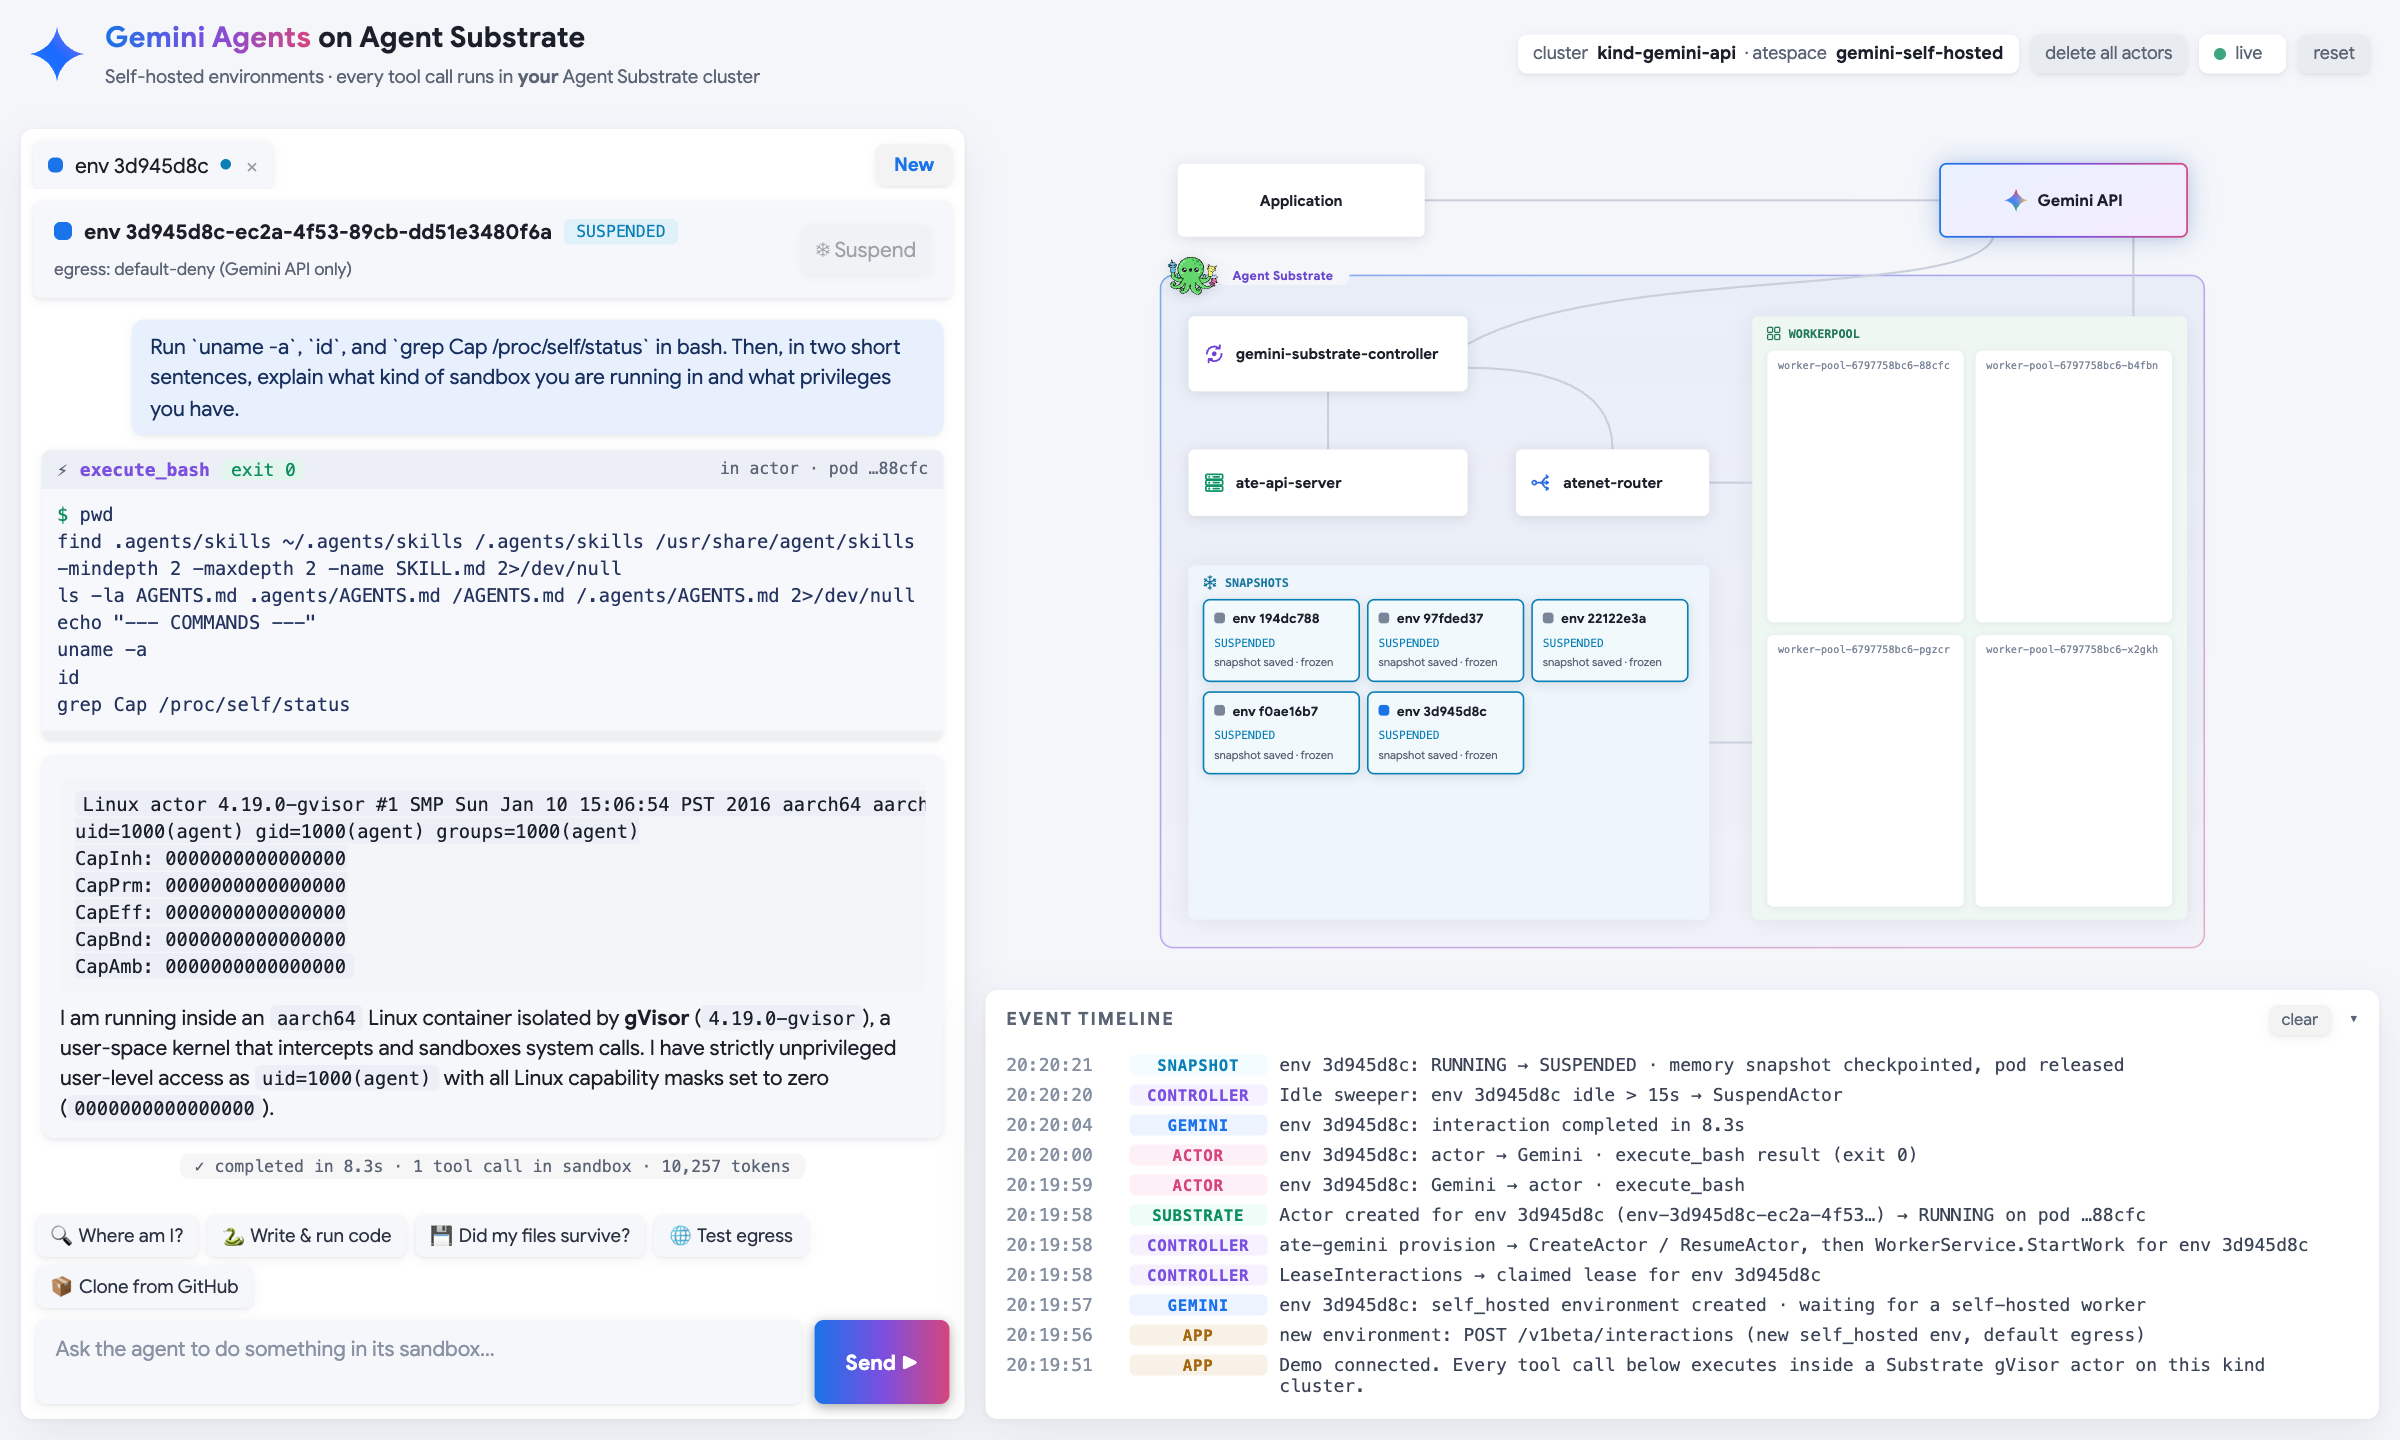 Gemini Agents on Agent Substrate
Self-hosted environments · every tool call runs in your Agent Substrate cluster
cluster kind-gemini-api · atespace gemini-self-hosted
delete all actors
live
reset
env 3d945d8c ×
New
env 3d945d8c-ec2a-4f53-89cb-dd51e3480f6a SUSPENDED
egress: default-deny (Gemini API only)
❄ Suspend
Run `uname -a`, `id`, and `grep Cap /proc/self/status` in bash. Then, in two short
sentences, explain what kind of sandbox you are running in and what privileges
you have.
⚡ execute_bash exit 0
in actor · pod …88cfc
$ pwd
find .agents/skills ~/.agents/skills /.agents/skills /usr/share/agent/skills
-mindepth 2 -maxdepth 2 -name SKILL.md 2>/dev/null
ls -la AGENTS.md .agents/AGENTS.md /AGENTS.md /.agents/AGENTS.md 2>/dev/null
echo "--- COMMANDS ---"
uname -a
id
grep Cap /proc/self/status
Linux actor 4.19.0-gvisor #1 SMP Sun Jan 10 15:06:54 PST 2016 aarch64 aarch
uid=1000(agent) gid=1000(agent) groups=1000(agent)
CapInh: 0000000000000000
CapPrm: 0000000000000000
CapEff: 0000000000000000
CapBnd: 0000000000000000
CapAmb: 0000000000000000
I am running inside an aarch64 Linux container isolated by gVisor ( 4.19.0-gvisor ), a
user-space kernel that intercepts and sandboxes system calls. I have strictly unprivileged
user-level access as uid=1000(agent) with all Linux capability masks set to zero
( 0000000000000000 ).
✓ completed in 8.3s · 1 tool call in sandbox · 10,257 tokens
🔍 Where am I?
🐍 Write & run code
💾 Did my files survive?
🌐 Test egress
📦 Clone from GitHub
Ask the agent to do something in its sandbox...
Send ▶
Application
Gemini API
Agent Substrate
gemini-substrate-controller
ate-api-server
atenet-router
WORKERPOOL
worker-pool-6797758bc6-88cfc
worker-pool-6797758bc6-b4fbn
worker-pool-6797758bc6-pgzcr
worker-pool-6797758bc6-x2gkh
SNAPSHOTS
env 194dc788
SUSPENDED
snapshot saved · frozen
env 97fded37
SUSPENDED
snapshot saved · frozen
env 22122e3a
SUSPENDED
snapshot saved · frozen
env f0ae16b7
SUSPENDED
snapshot saved · frozen
env 3d945d8c
SUSPENDED
snapshot saved · frozen
EVENT TIMELINE
clear ▾
20:20:21 SNAPSHOT env 3d945d8c: RUNNING → SUSPENDED · memory snapshot checkpointed, pod released
20:20:20 CONTROLLER Idle sweeper: env 3d945d8c idle > 15s → SuspendActor
20:20:04 GEMINI env 3d945d8c: interaction completed in 8.3s
20:20:00 ACTOR env 3d945d8c: actor → Gemini · execute_bash result (exit 0)
20:19:59 ACTOR env 3d945d8c: Gemini → actor · execute_bash
20:19:58 SUBSTRATE Actor created for env 3d945d8c (env-3d945d8c-ec2a-4f53…) → RUNNING on pod …88cfc
20:19:58 CONTROLLER ate-gemini provision → CreateActor / ResumeActor, then WorkerService.StartWork for env 3d945d8c
20:19:58 CONTROLLER LeaseInteractions → claimed lease for env 3d945d8c
20:19:57 GEMINI env 3d945d8c: self_hosted environment created · waiting for a self-hosted worker
20:19:56 APP new environment: POST /v1beta/interactions (new self_hosted env, default egress)
20:19:51 APP Demo connected. Every tool call below executes inside a Substrate gVisor actor on this kind
cluster.